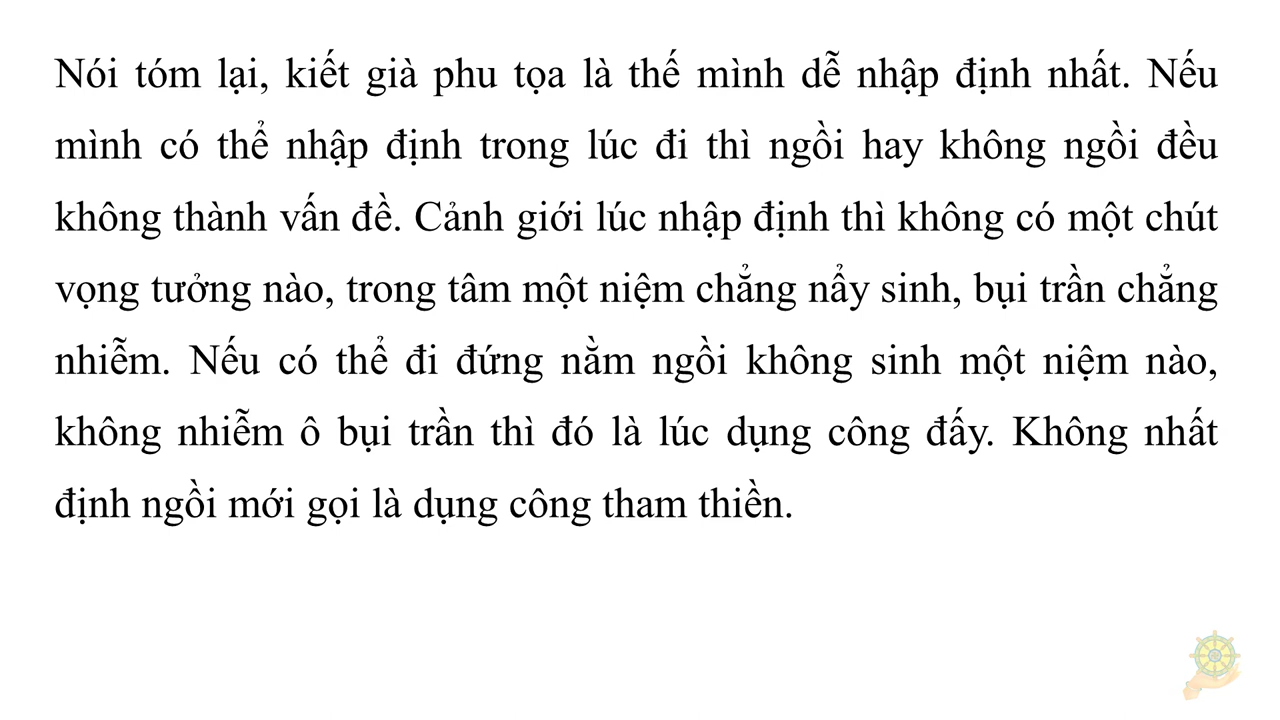 Nói tóm lại, kiết già phu tọa là thế mình dễ nhập định nhất. Nếu
mình có thể nhập định trong lúc đi thì ngồi hay không ngồi đều
không thành vấn đề. Cảnh giới lúc nhập định thì không có một chút
vọng tưởng nào, trong tâm một niệm chẳng nẩy sinh, bụi trần chẳng
nhiễm. Nếu có thể đi đứng nằm ngồi không sinh một niệm nào,
không nhiễm ô bụi trần thì đó là lúc dụng công đấy. Không nhất
định ngồi mới gọi là dụng công tham thiền.